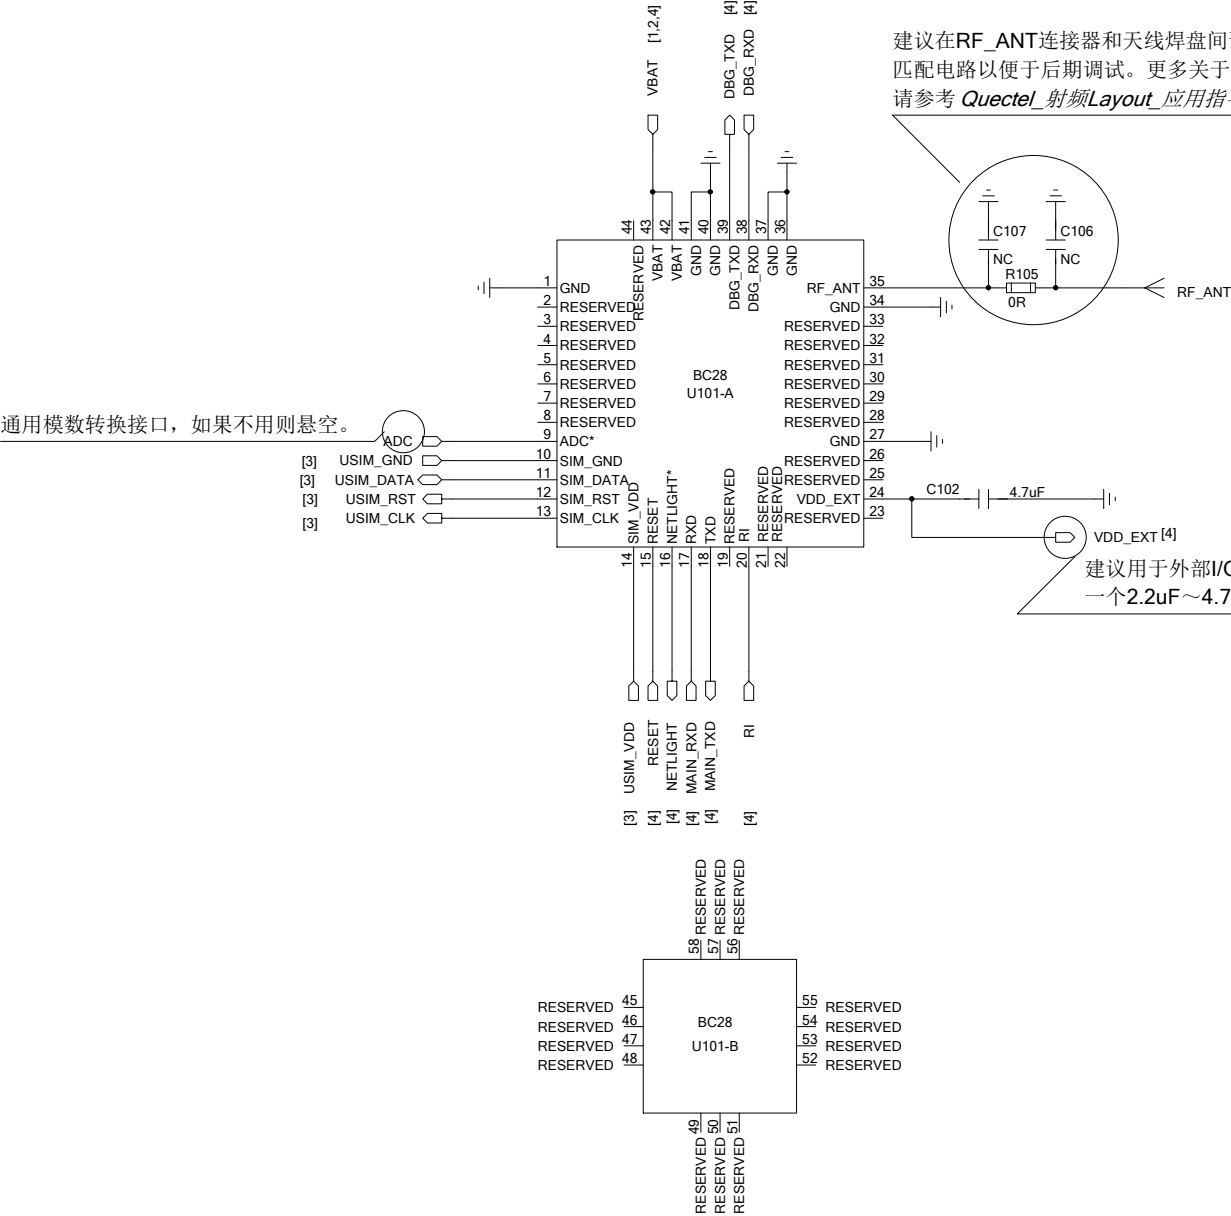 VBAT [1,2,4]
DBG_TXD [4]
DBG_RXD [4]
建议在RF_ANT连接器和天线焊盘间
匹配电路以便于后期调试。更多关于
请参考 Quectel_射频Layout_应用指
44
43
42
41
40
39
38
37
36
RESERVED
VBAT
VBAT
GND
GND
DBG_TXD
DBG_RXD
GND
GND
C107
NC
C106
NC
R105
0R
RF_ANT
1 GND
2 RESERVED
3 RESERVED
4 RESERVED
5 RESERVED
6 RESERVED
7 RESERVED
8 RESERVED
9 ADC*
10 SIM_GND
11 SIM_DATA
12 SIM_RST
13 SIM_CLK
BC28
U101-A
RF_ANT 35
GND 34
RESERVED 33
RESERVED 32
RESERVED 31
RESERVED 30
RESERVED 29
RESERVED 28
GND 27
RESERVED 26
RESERVED 25
VDD_EXT 24
RESERVED 23
通用模数转换接口，如果不用则悬空。
ADC
[3] USIM_GND
[3] USIM_DATA
[3] USIM_RST
[3] USIM_CLK
C102 4.7uF
VDD_EXT [4]
建议用于外部I/
一个2.2uF～4.7
SIM_VDD
RESET
NETLIGHT*
RXD
TXD
RESERVED
RI
RESERVED
RESERVED
14
15
16
17
18
19
20
21
22
[3] USIM_VDD
[4] RESET
[4] NETLIGHT
[4] MAIN_RXD
[4] MAIN_TXD
[4] RI
58 RESERVED
57 RESERVED
56 RESERVED
RESERVED 45
RESERVED 46
RESERVED 47
RESERVED 48
BC28
U101-B
55 RESERVED
54 RESERVED
53 RESERVED
52 RESERVED
RESERVED 49
RESERVED 50
RESERVED 51